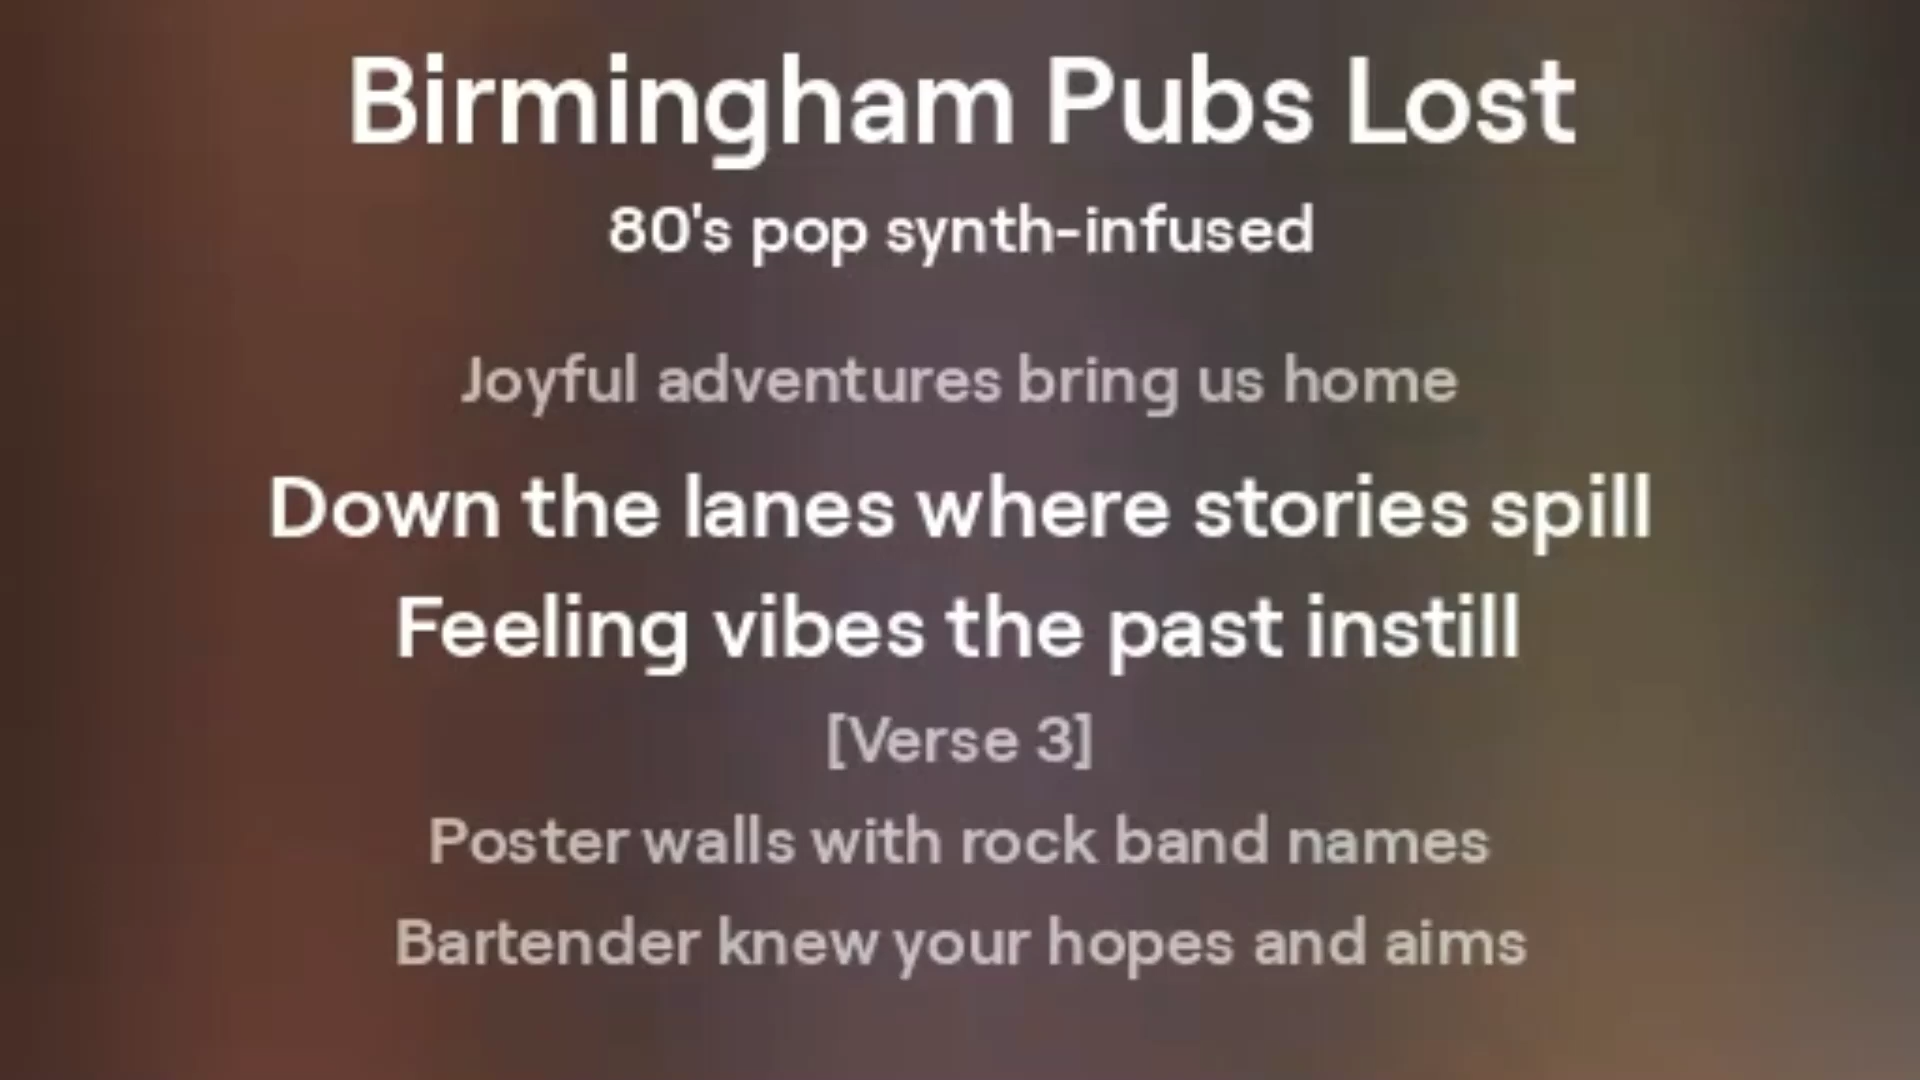 Birmingham Pubs Lost
80's pop synth-infused
Joyful adventures bring us home
Down the lanes where stories spill
Feeling vibes the past instill
[Verse 3]
Poster walls with rock band names
Bartender knew your hopes and aims